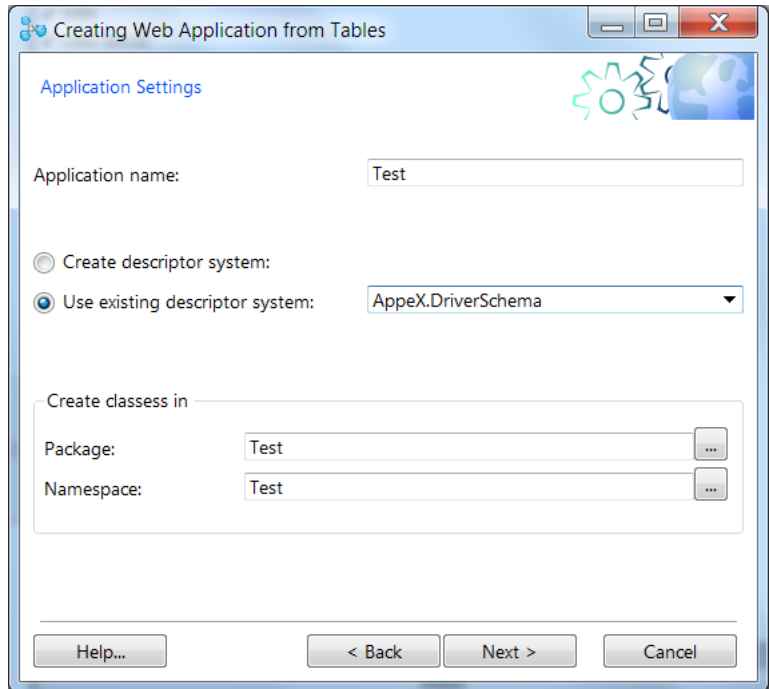 Creating Web Application from Tables
Application Settings
Application name: Test
Create descriptor system:
Use existing descriptor system: AppeX.DriverSchema
Create classess in
Package: Test ...
Namespace: Test ...
Help... < Back Next > Cancel